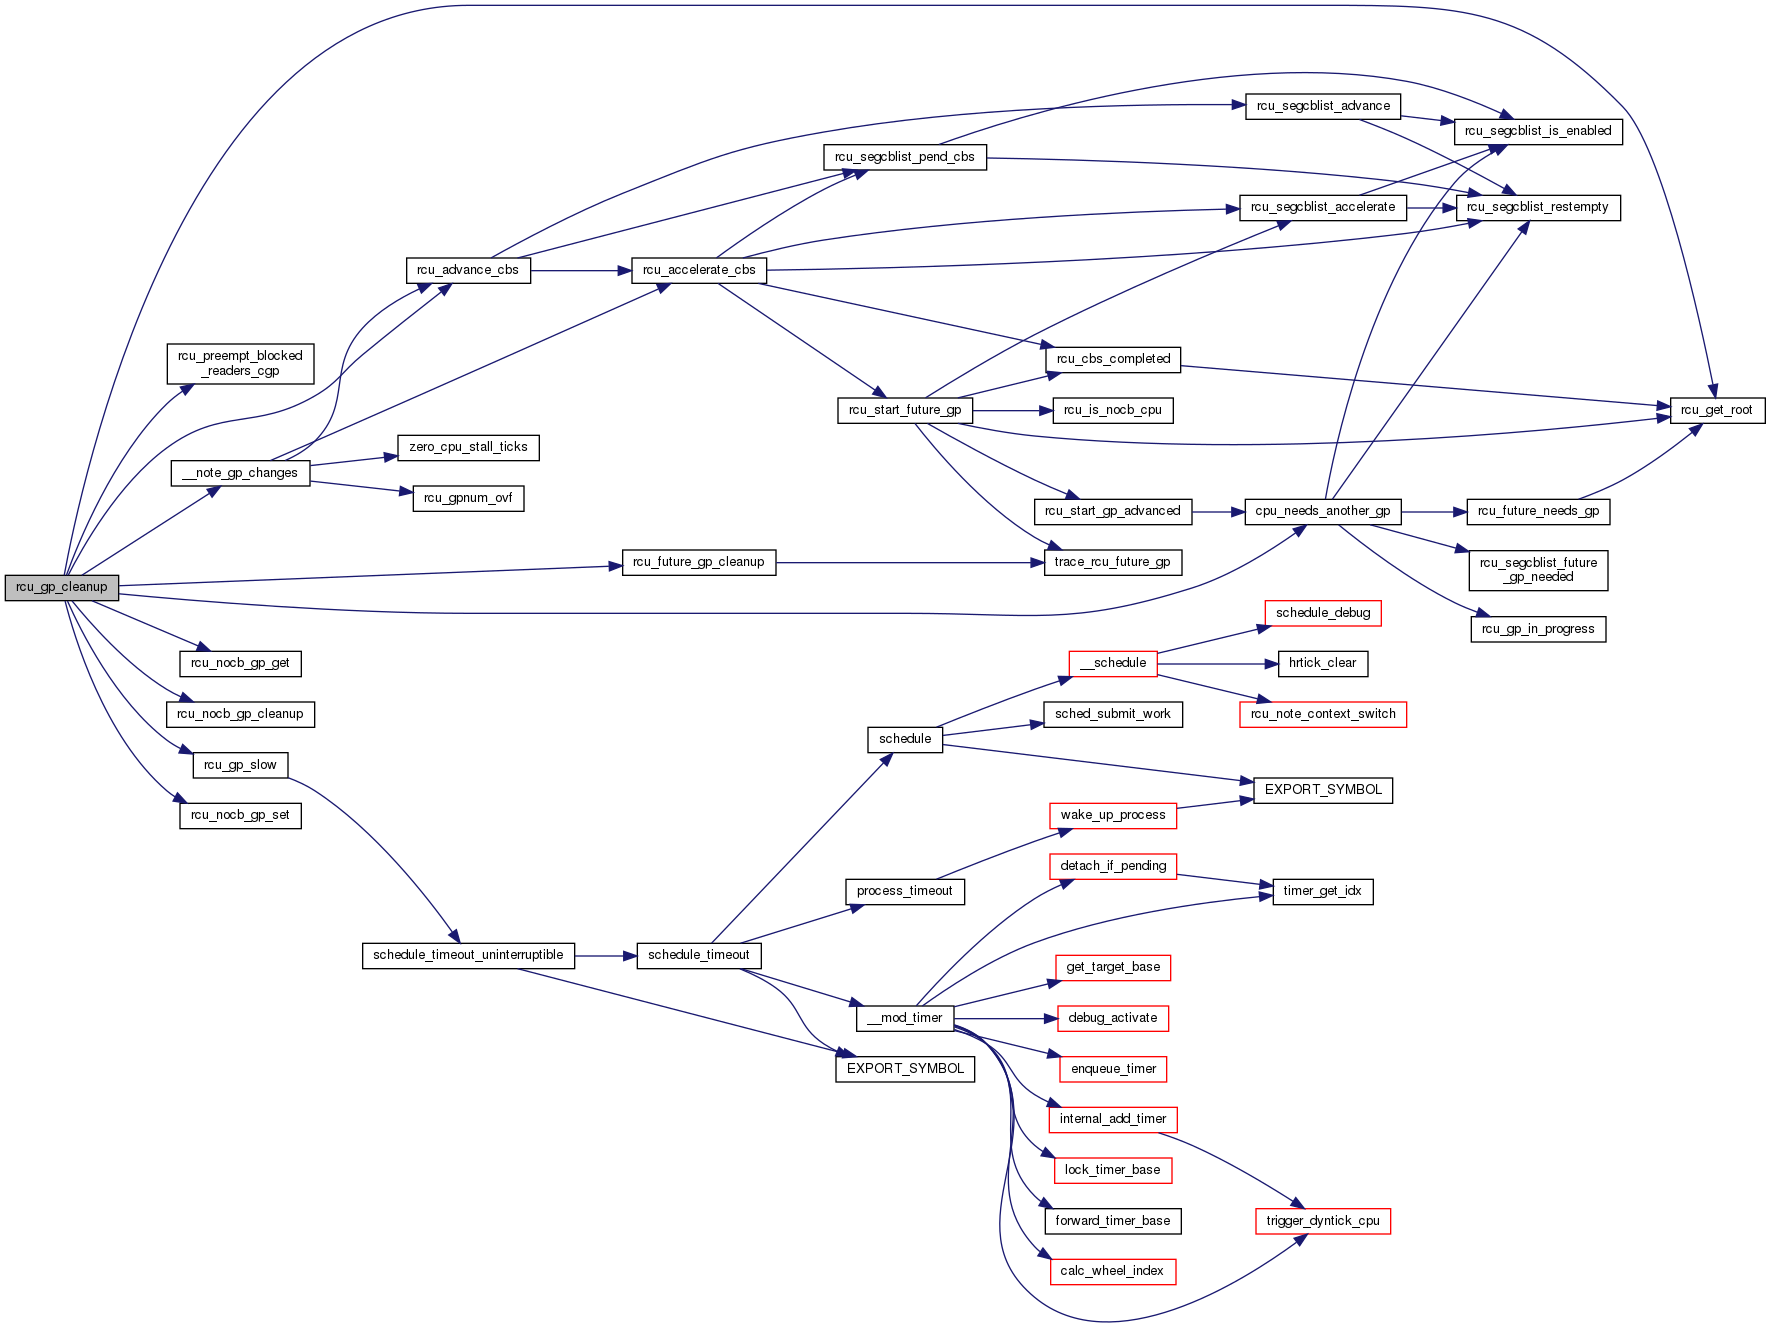 rcu_gp_cleanup
rcu_preempt_blocked
_readers_cgp
__note_gp_changes
rcu_nocb_gp_get
rcu_nocb_gp_cleanup
rcu_gp_slow
rcu_nocb_gp_set
rcu_advance_cbs
zero_cpu_stall_ticks
rcu_gpnum_ovf
schedule_timeout_uninterruptible
rcu_accelerate_cbs
rcu_future_gp_cleanup
schedule_timeout
rcu_segcblist_pend_cbs
rcu_start_future_gp
schedule
process_timeout
__mod_timer
EXPORT_SYMBOL
rcu_cbs_completed
rcu_is_nocb_cpu
rcu_start_gp_advanced
trace_rcu_future_gp
__schedule
sched_submit_work
wake_up_process
detach_if_pending
get_target_base
debug_activate
enqueue_timer
internal_add_timer
lock_timer_base
forward_timer_base
calc_wheel_index
rcu_segcblist_advance
rcu_segcblist_accelerate
cpu_needs_another_gp
schedule_debug
hrtick_clear
rcu_note_context_switch
EXPORT_SYMBOL
timer_get_idx
trigger_dyntick_cpu
rcu_segcblist_is_enabled
rcu_segcblist_restempty
rcu_future_needs_gp
rcu_segcblist_future
_gp_needed
rcu_gp_in_progress
rcu_get_root